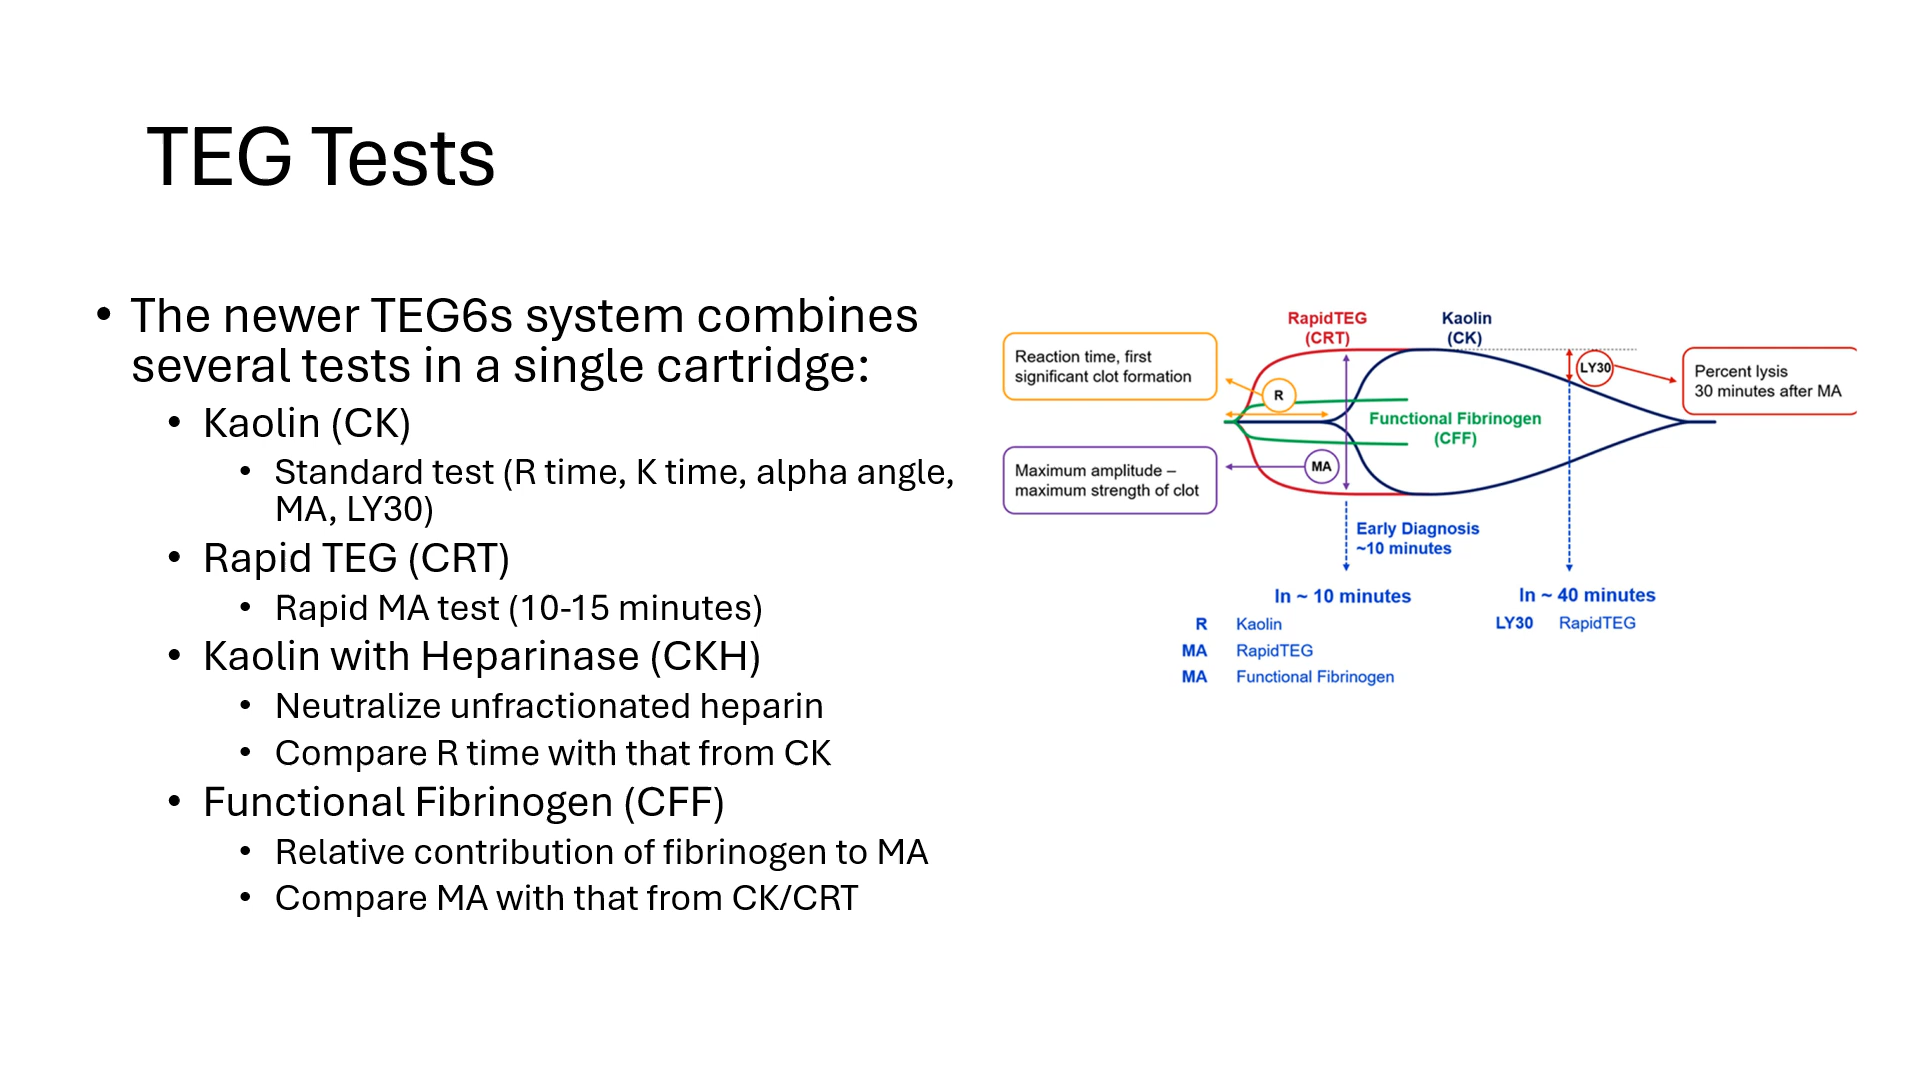 TEG Tests
• The newer TEG6s system combines
several tests in a single cartridge:
• Kaolin (CK)
• Standard test (R time, K time, alpha angle,
MA, LY30)
• Rapid TEG (CRT)
• Rapid MA test (10-15 minutes)
• Kaolin with Heparinase (CKH)
• Neutralize unfractionated heparin
• Compare R time with that from CK
• Functional Fibrinogen (CFF)
• Relative contribution of fibrinogen to MA
• Compare MA with that from CK/CRT
RapidTEG
(CRT)
Kaolin
(CK)
Reaction time, first
significant clot formation
R
LY30
Percent lysis
30 minutes after MA
Functional Fibrinogen
(CFF)
Maximum amplitude –
maximum strength of clot
MA
Early Diagnosis
~10 minutes
In ~ 10 minutes
R Kaolin
MA RapidTEG
MA Functional Fibrinogen
In ~ 40 minutes
LY30 RapidTEG